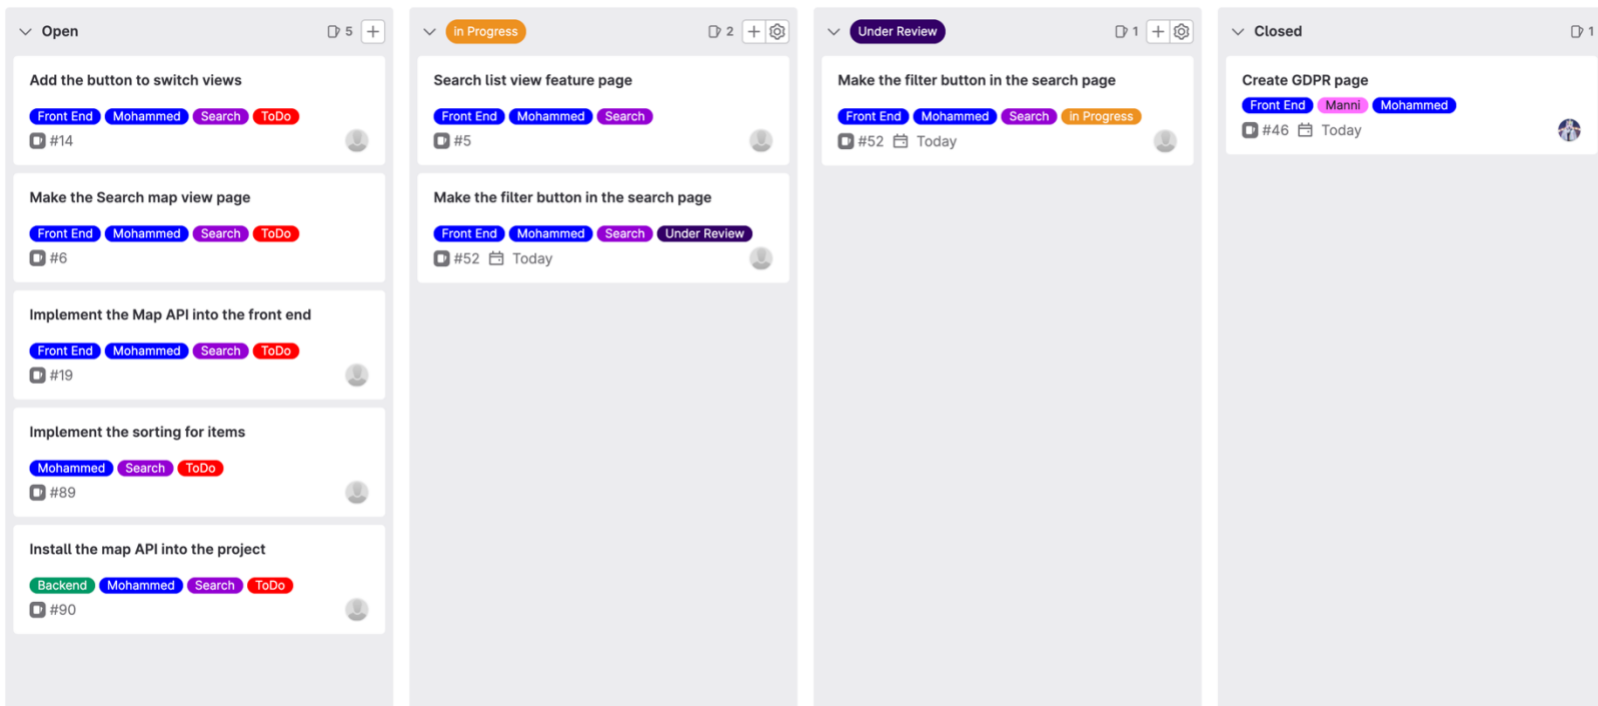 Open 5
Add the button to switch views
Front End Mohammed Search ToDo
#14
Make the Search map view page
Front End Mohammed Search ToDo
#6
Implement the Map API into the front end
Front End Mohammed Search ToDo
#19
Implement the sorting for items
Mohammed Search ToDo
#89
Install the map API into the project
Backend Mohammed Search ToDo
#90
in Progress 2
Search list view feature page
Front End Mohammed Search
#5
Make the filter button in the search page
Front End Mohammed Search Under Review
#52 Today
Under Review 1
Make the filter button in the search page
Front End Mohammed Search in Progress
#52 Today
Closed 1
Create GDPR page
Front End Manni Mohammed
#46 Today